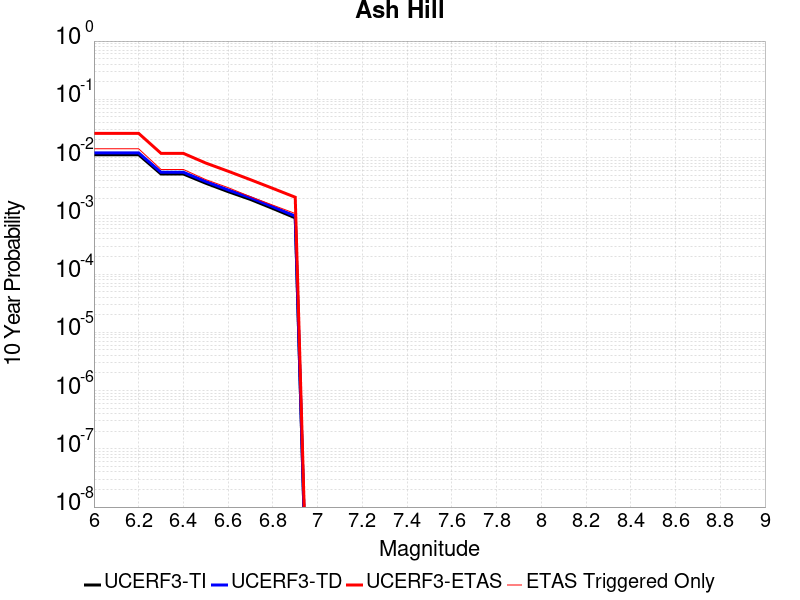 Ash Hill
10 Year Probability
10^0
10^-1
10^-2
10^-3
10^-4
10^-5
10^-6
10^-7
10^-8
6 6.2 6.4 6.6 6.8 7 7.2 7.4 7.6 7.8 8 8.2 8.4 8.6 8.8 9
Magnitude
UCERF3-TI UCERF3-TD UCERF3-ETAS ETAS Triggered Only